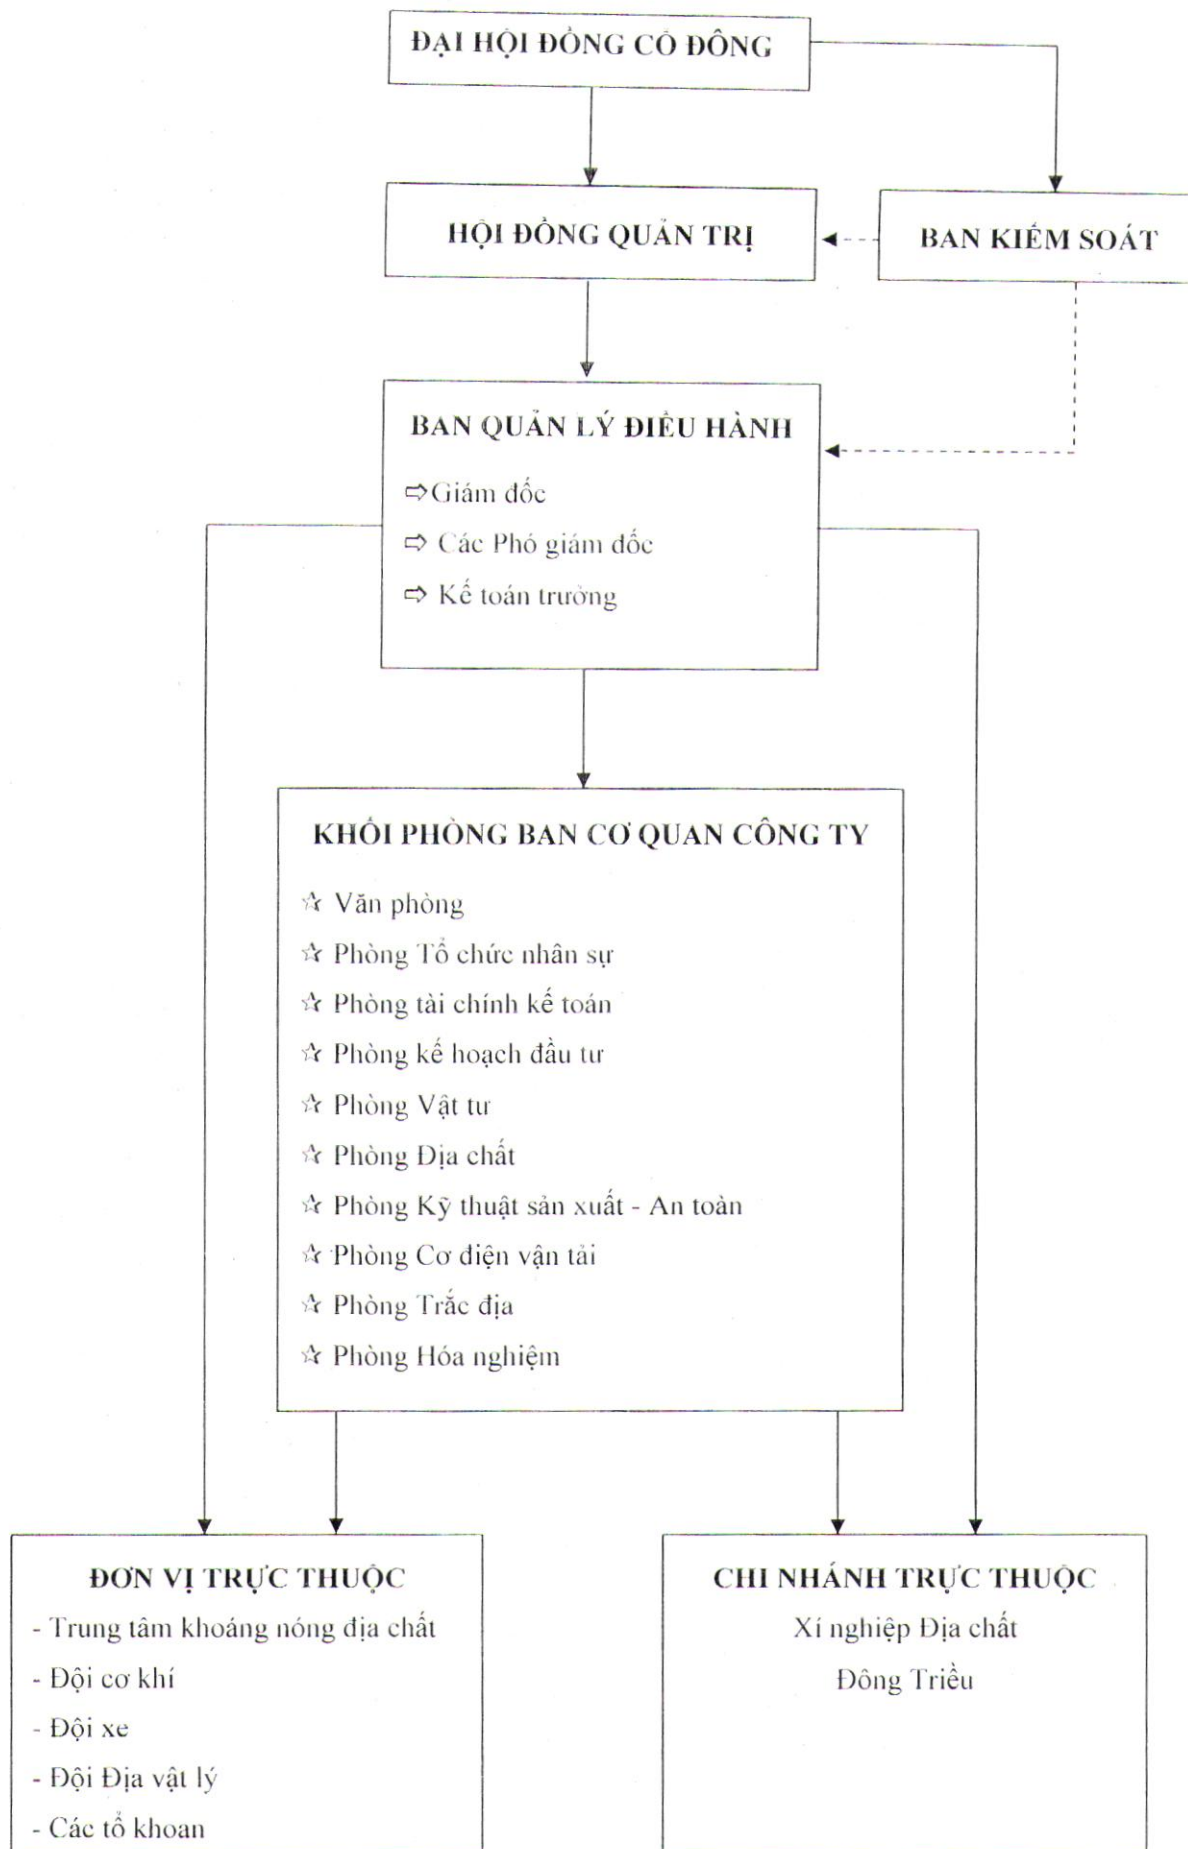 ĐẠI HỘI ĐỒNG CỔ ĐÔNG
HỘI ĐỒNG QUẢN TRỊ
BAN KIỂM SOÁT
BAN QUẢN LÝ ĐIỀU HÀNH
⇨Giám đốc
⇨ Các Phó giám đốc
⇨ Kế toán trưởng
KHỐI PHÒNG BAN CƠ QUAN CÔNG TY
☆ Văn phòng
☆ Phòng Tổ chức nhân sự
☆ Phòng tài chính kế toán
☆ Phòng kế hoạch đầu tư
☆ Phòng Vật tư
☆ Phòng Địa chất
☆ Phòng Kỹ thuật sản xuất - An toàn
☆ Phòng Cơ điện vận tải
☆ Phòng Trắc địa
☆ Phòng Hóa nghiệm
ĐƠN VỊ TRỰC THUỘC
- Trung tâm khoáng nóng địa chất
- Đội cơ khí
- Đội xe
- Đội Địa vật lý
- Các tổ khoan
CHI NHÁNH TRỰC THUỘC
Xí nghiệp Địa chất
Đông Triều